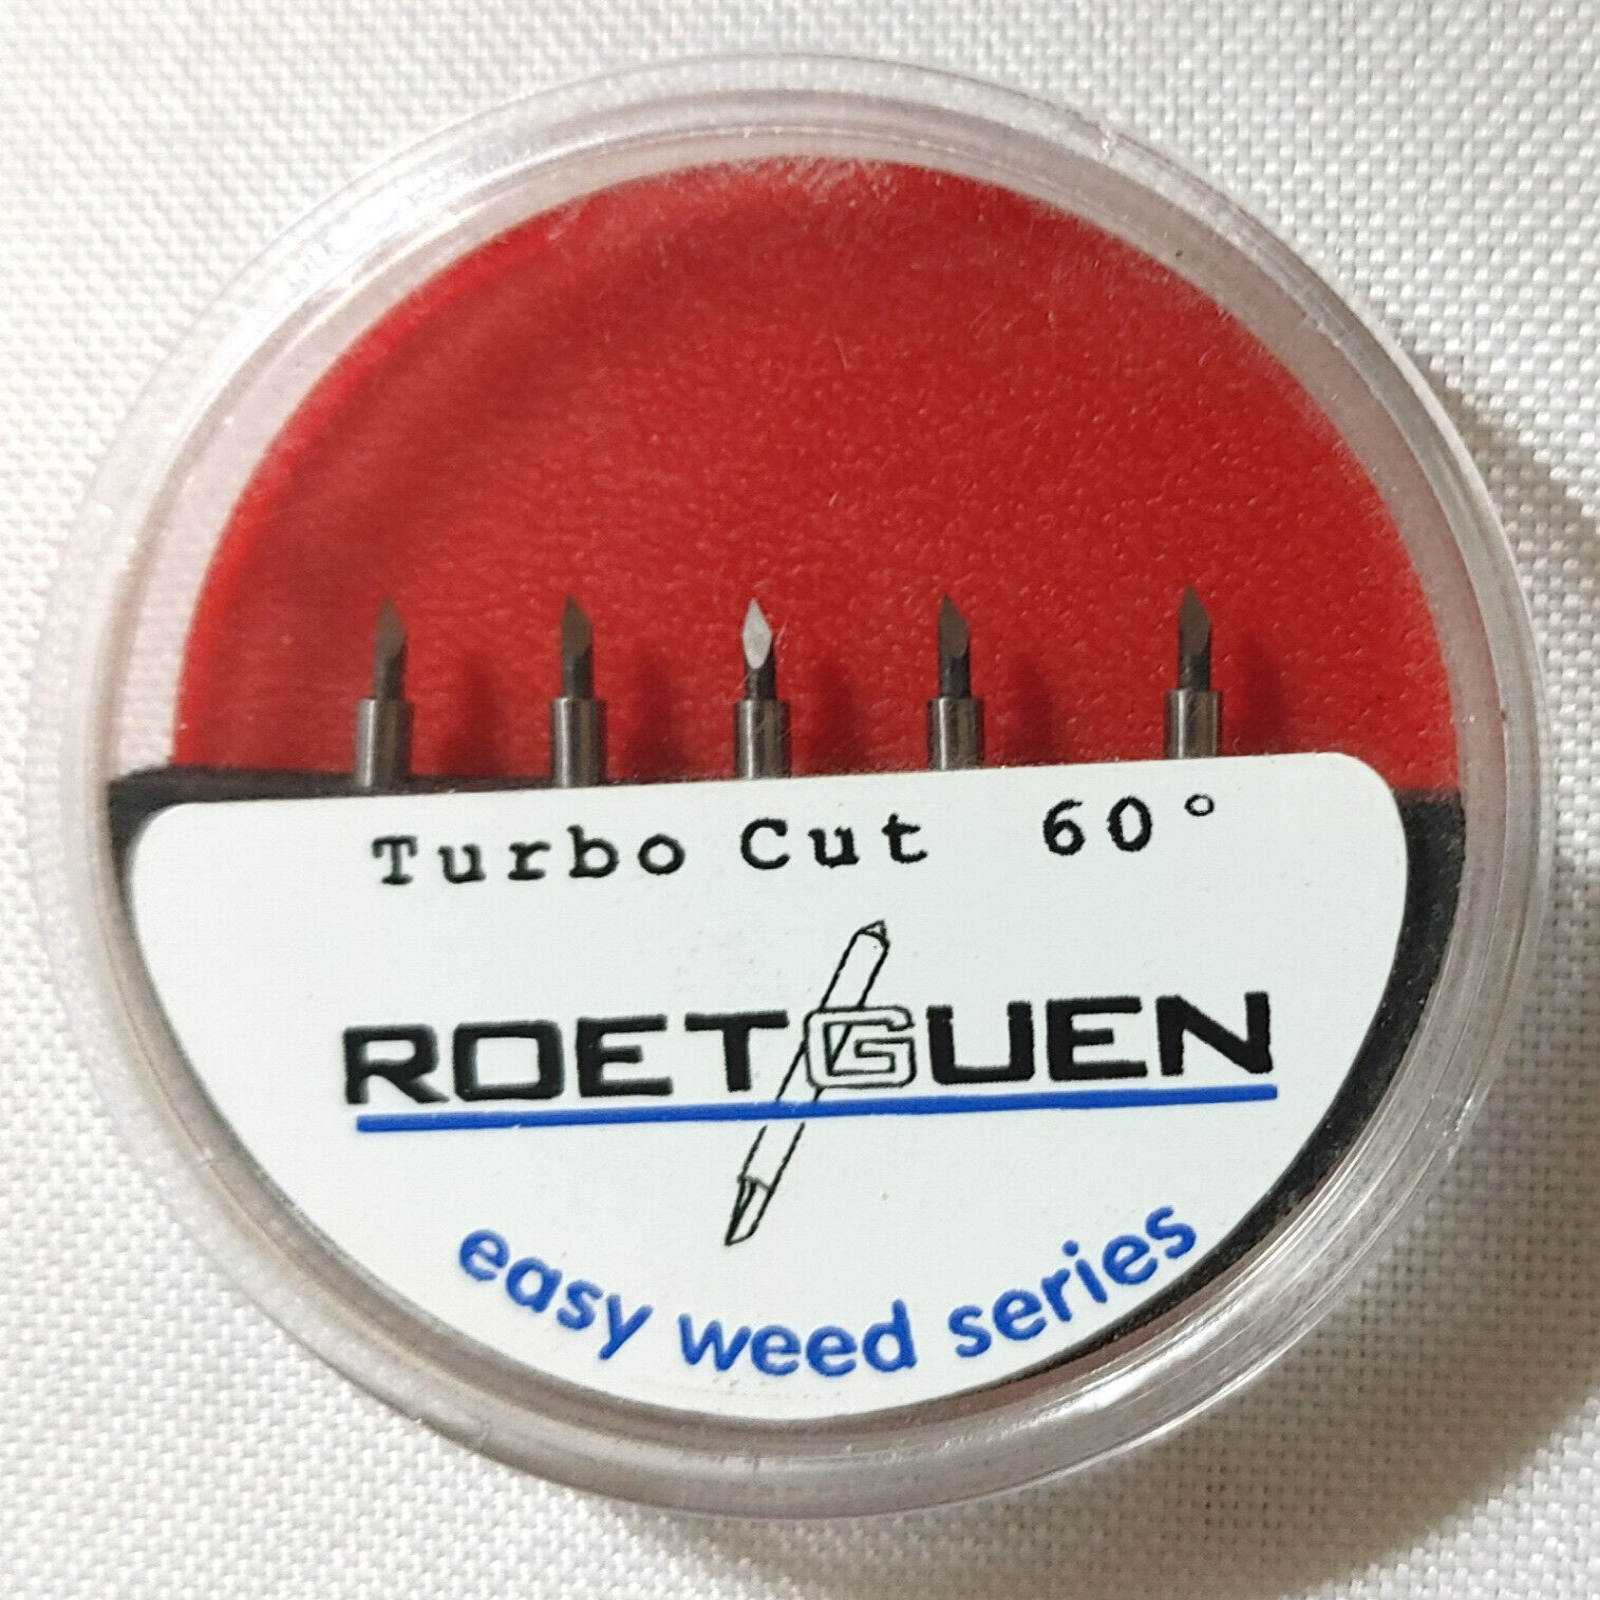 Turbo Cut 60°
ROETGUEN
easy weed series